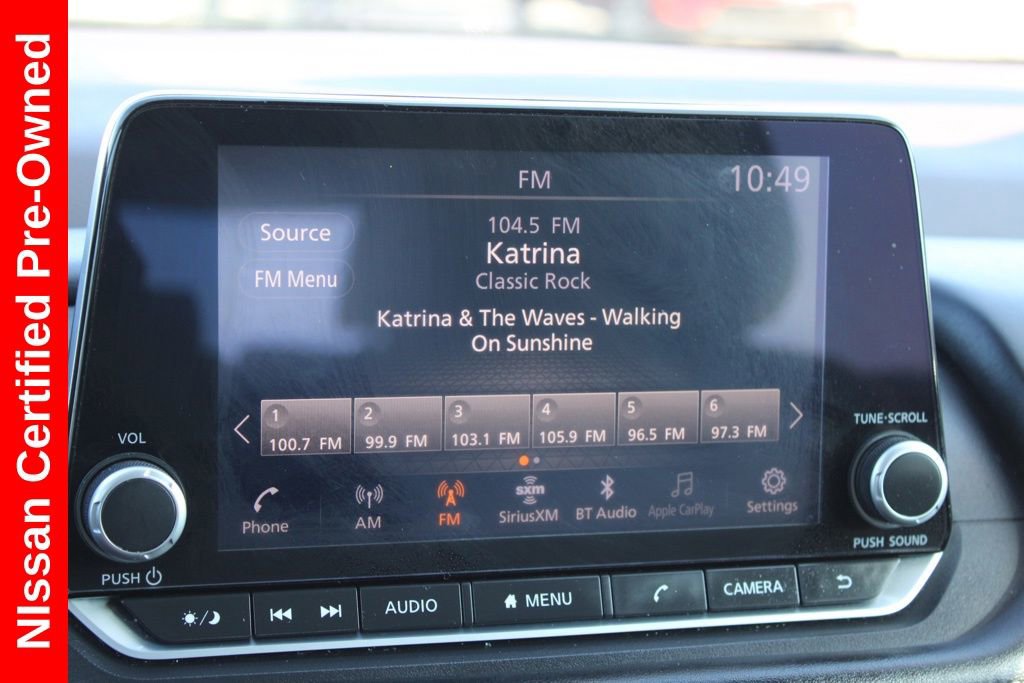 NIssan Certified Pre-Owned
FM
10:49
Source
104.5 FM
Katrina
FM Menu
Classic Rock
Katrina & The Waves - Walking
On Sunshine
1
100.7 FM
2
99.9 FM
3
103.1 FM
4
105.9 FM
5
96.5 FM
6
97.3 FM
VOL
TUNE·SCROLL
Phone
AM
FM
sxm
SiriusXM
BT Audio
Apple CarPlay
Settings
PUSH
PUSH SOUND
AUDIO
MENU
CAMERA